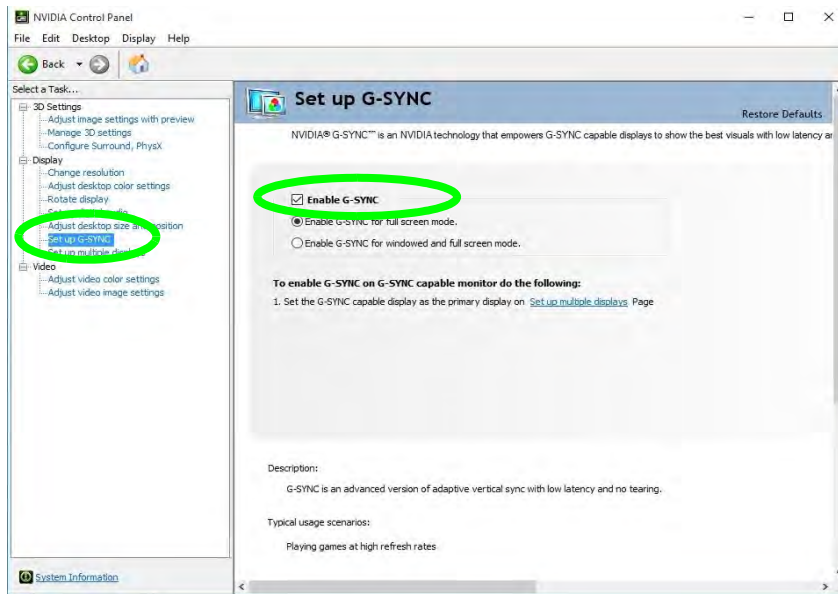 NVIDIA Control Panel
File Edit Desktop Display Help
Back
Select a Task...
3D Settings
Adjust image settings with preview
Manage 3D settings
Configure Surround, PhysX
Display
Change resolution
Adjust desktop color settings
Rotate display
Adjust desktop size and position
Set up G-SYNC
Set up multiple displays
Video
Adjust video color settings
Adjust video image settings
System Information
Set up G-SYNC
Restore Defaults
NVIDIA® G-SYNC™ is an NVIDIA technology that empowers G-SYNC capable displays to show the best visuals with low latency
Enable G-SYNC
Enable G-SYNC for full screen mode.
Enable G-SYNC for windowed and full screen mode.
To enable G-SYNC on G-SYNC capable monitor do the following:
1. Set the G-SYNC capable display as the primary display on Set up multiple displays Page
Description:
G-SYNC is an advanced version of adaptive vertical sync with low latency and no tearing.
Typical usage scenarios:
Playing games at high refresh rates